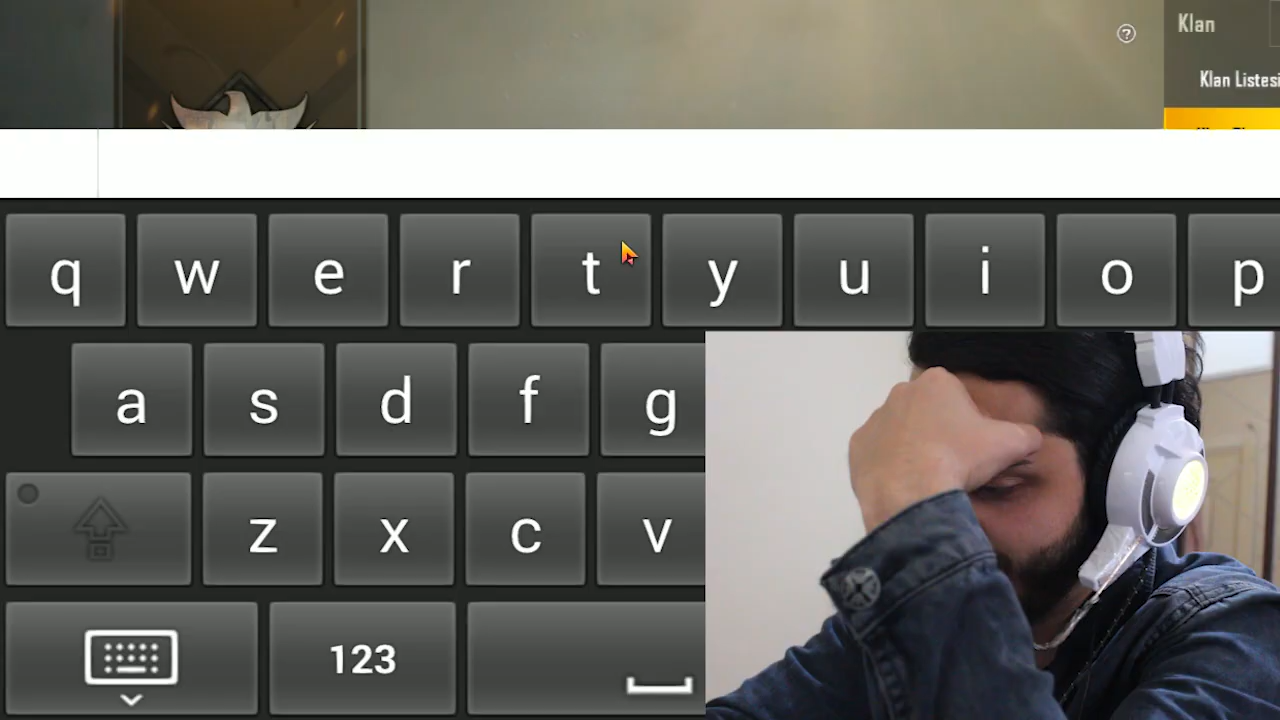 Klan
Klan Listesi
q w e r t y u i o p
a s d f g
z x c v
123